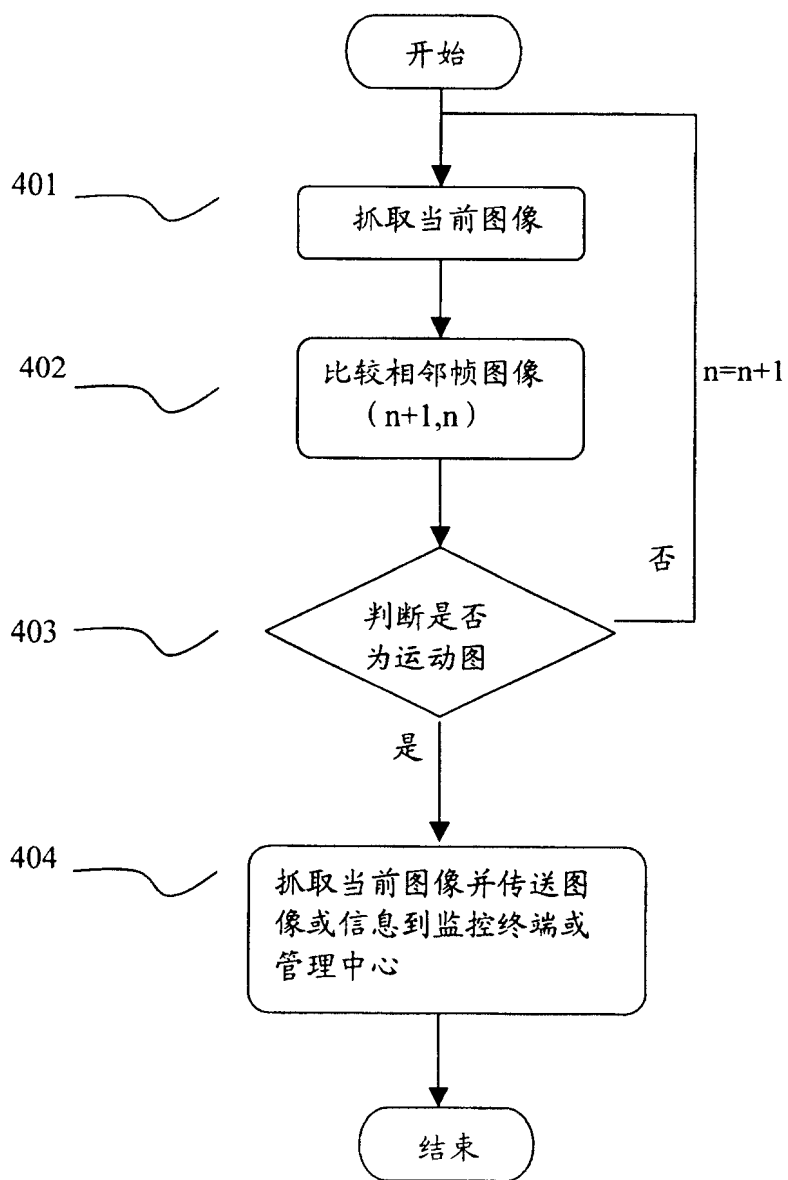 开始
401
抓取当前图像
402
比较相邻帧图像
（n+1,n）
n=n+1
否
403
判断是否
为运动图
是
404
抓取当前图像并传送图
像或信息到监控终端或
管理中心
结束